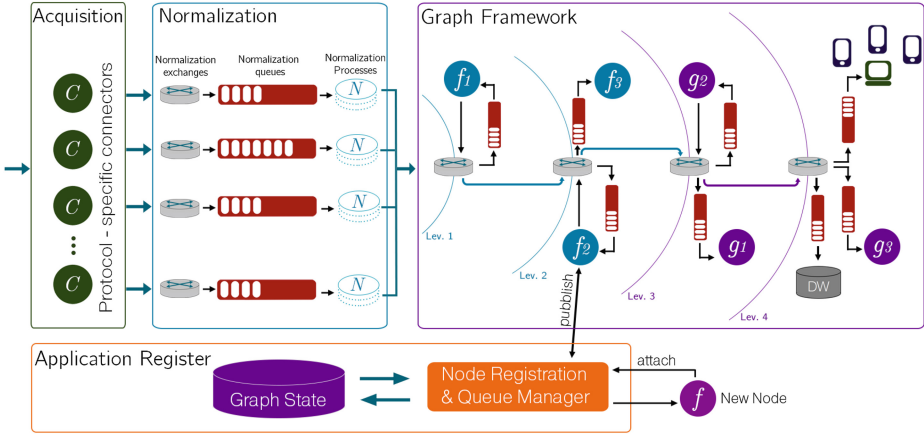 Acquisition
Normalization
Graph Framework
Protocol - specific connectors
C
C
C
...
C
Normalization
exchanges
Normalization
queues
Normalization
Processes
N
N
N
N
f1
f3
g2
f2
g1
g3
DW
Lev. 1
Lev. 2
Lev. 3
Lev. 4
pubblish
Application Register
Graph State
Node Registration
& Queue Manager
attach
f
New Node